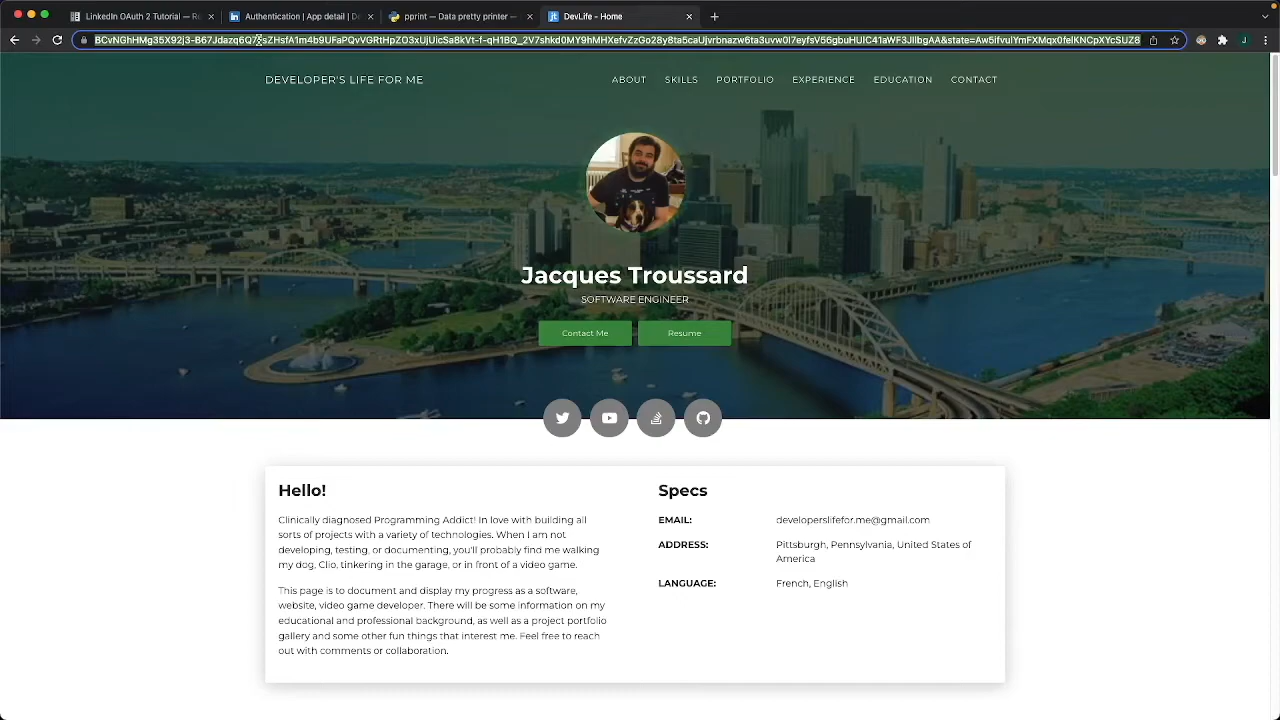 LinkedIn OAuth 2 Tutorial — Re
Authentication | App detail | De
pprint — Data pretty printer —
DevLife - Home
DEVELOPER'S LIFE FOR ME
ABOUT SKILLS PORTFOLIO EXPERIENCE EDUCATION CONTACT
Jacques Troussard
SOFTWARE ENGINEER
Contact Me Resume
Hello!
Clinically diagnosed Programming Addict! In love with building all
sorts of projects with a variety of technologies. When I am not
developing, testing, or documenting, you'll probably find me walking
my dog, Clio, tinkering in the garage, or in front of a video game.
This page is to document and display my progress as a software,
website, video game developer. There will be some information on my
educational and professional background, as well as a project portfolio
gallery and some other fun things that interest me. Feel free to reach
out with comments or collaboration.
Specs
EMAIL: developerslifefor.me@gmail.com
ADDRESS: Pittsburgh, Pennsylvania, United States of
America
LANGUAGE: French, English